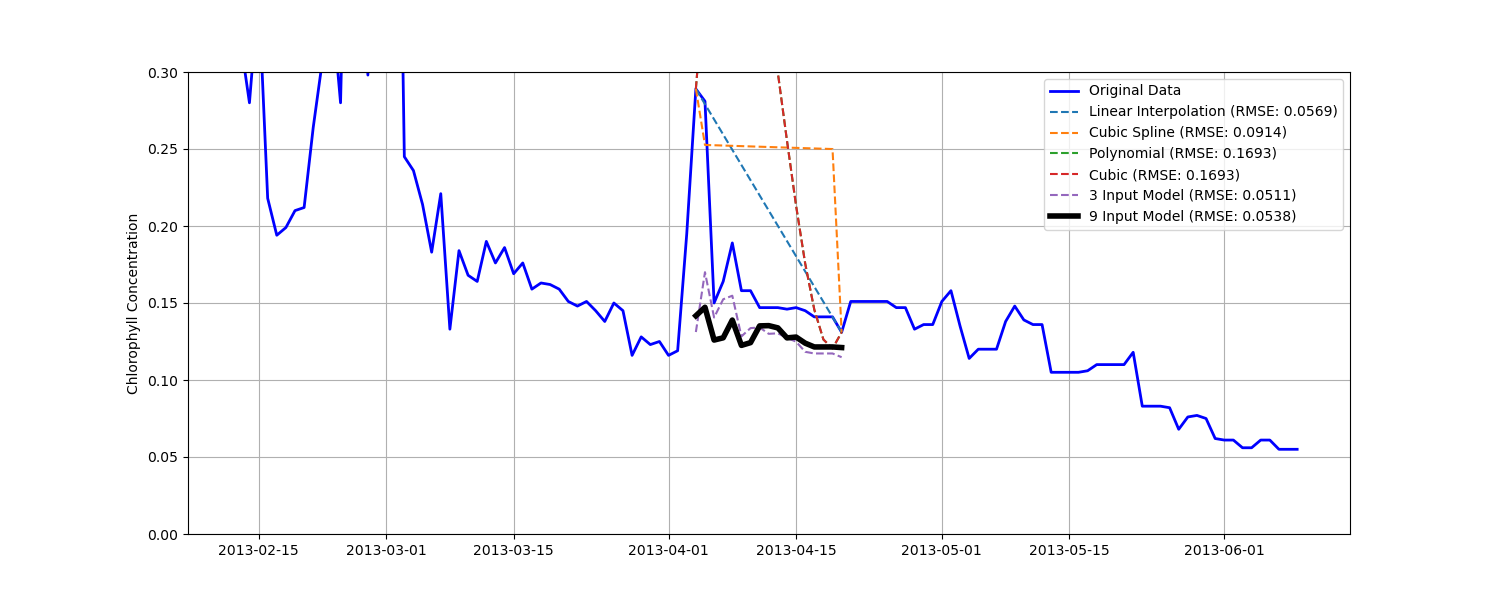 0.30
0.25
0.20
0.15
0.10
0.05
0.00
Chlorophyll Concentration
Original Data
Linear Interpolation (RMSE: 0.0569)
Cubic Spline (RMSE: 0.0914)
Polynomial (RMSE: 0.1693)
Cubic (RMSE: 0.1693)
3 Input Model (RMSE: 0.0511)
9 Input Model (RMSE: 0.0538)
2013-02-15 2013-03-01 2013-03-15 2013-04-01 2013-04-15 2013-05-01 2013-05-15 2013-06-01